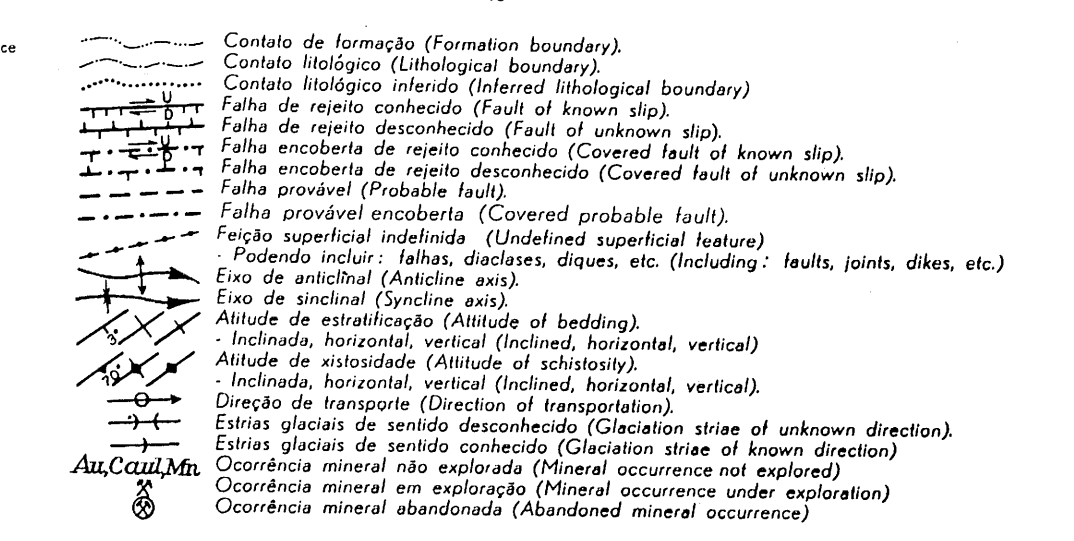 ce
Contato de formação (Formation boundary).
Contato litológico (Lithological boundary).
Contato litológico inferido (Inferred lithological boundary)
U
D
Falha de rejeito conhecido (Fault of known slip).
Falha de rejeito desconhecido (Fault of unknown slip).
U
D
Falha encoberta de rejeito conhecido (Covered fault of known slip).
Falha encoberta de rejeito desconhecido (Covered fault of unknown slip).
Falha provável (Probable fault).
Falha provável encoberta (Covered probable fault).
Feição superficial indefinida (Undefined superficial feature)
- Podendo incluir: falhas, diaclases, diques, etc. (Including: faults, joints, dikes, etc.)
Eixo de anticlinal (Anticline axis).
Eixo de sinclinal (Syncline axis).
Atitude de estratificação (Attitude of bedding).
3°
- Inclinada, horizontal, vertical (Inclined, horizontal, vertical)
Atitude de xistosidade (Attitude of schistosity).
70°
- Inclinada, horizontal, vertical (Inclined, horizontal, vertical).
Direção de transporte (Direction of transportation).
Estrias glaciais de sentido desconhecido (Glaciation striae of unknown direction).
Estrias glaciais de sentido conhecido (Glaciation striae of known direction)
Au,Caul,Mn Ocorrência mineral não explorada (Mineral occurrence not explored)
Ocorrência mineral em exploração (Mineral occurrence under exploration)
Ocorrência mineral abandonada (Abandoned mineral occurrence)